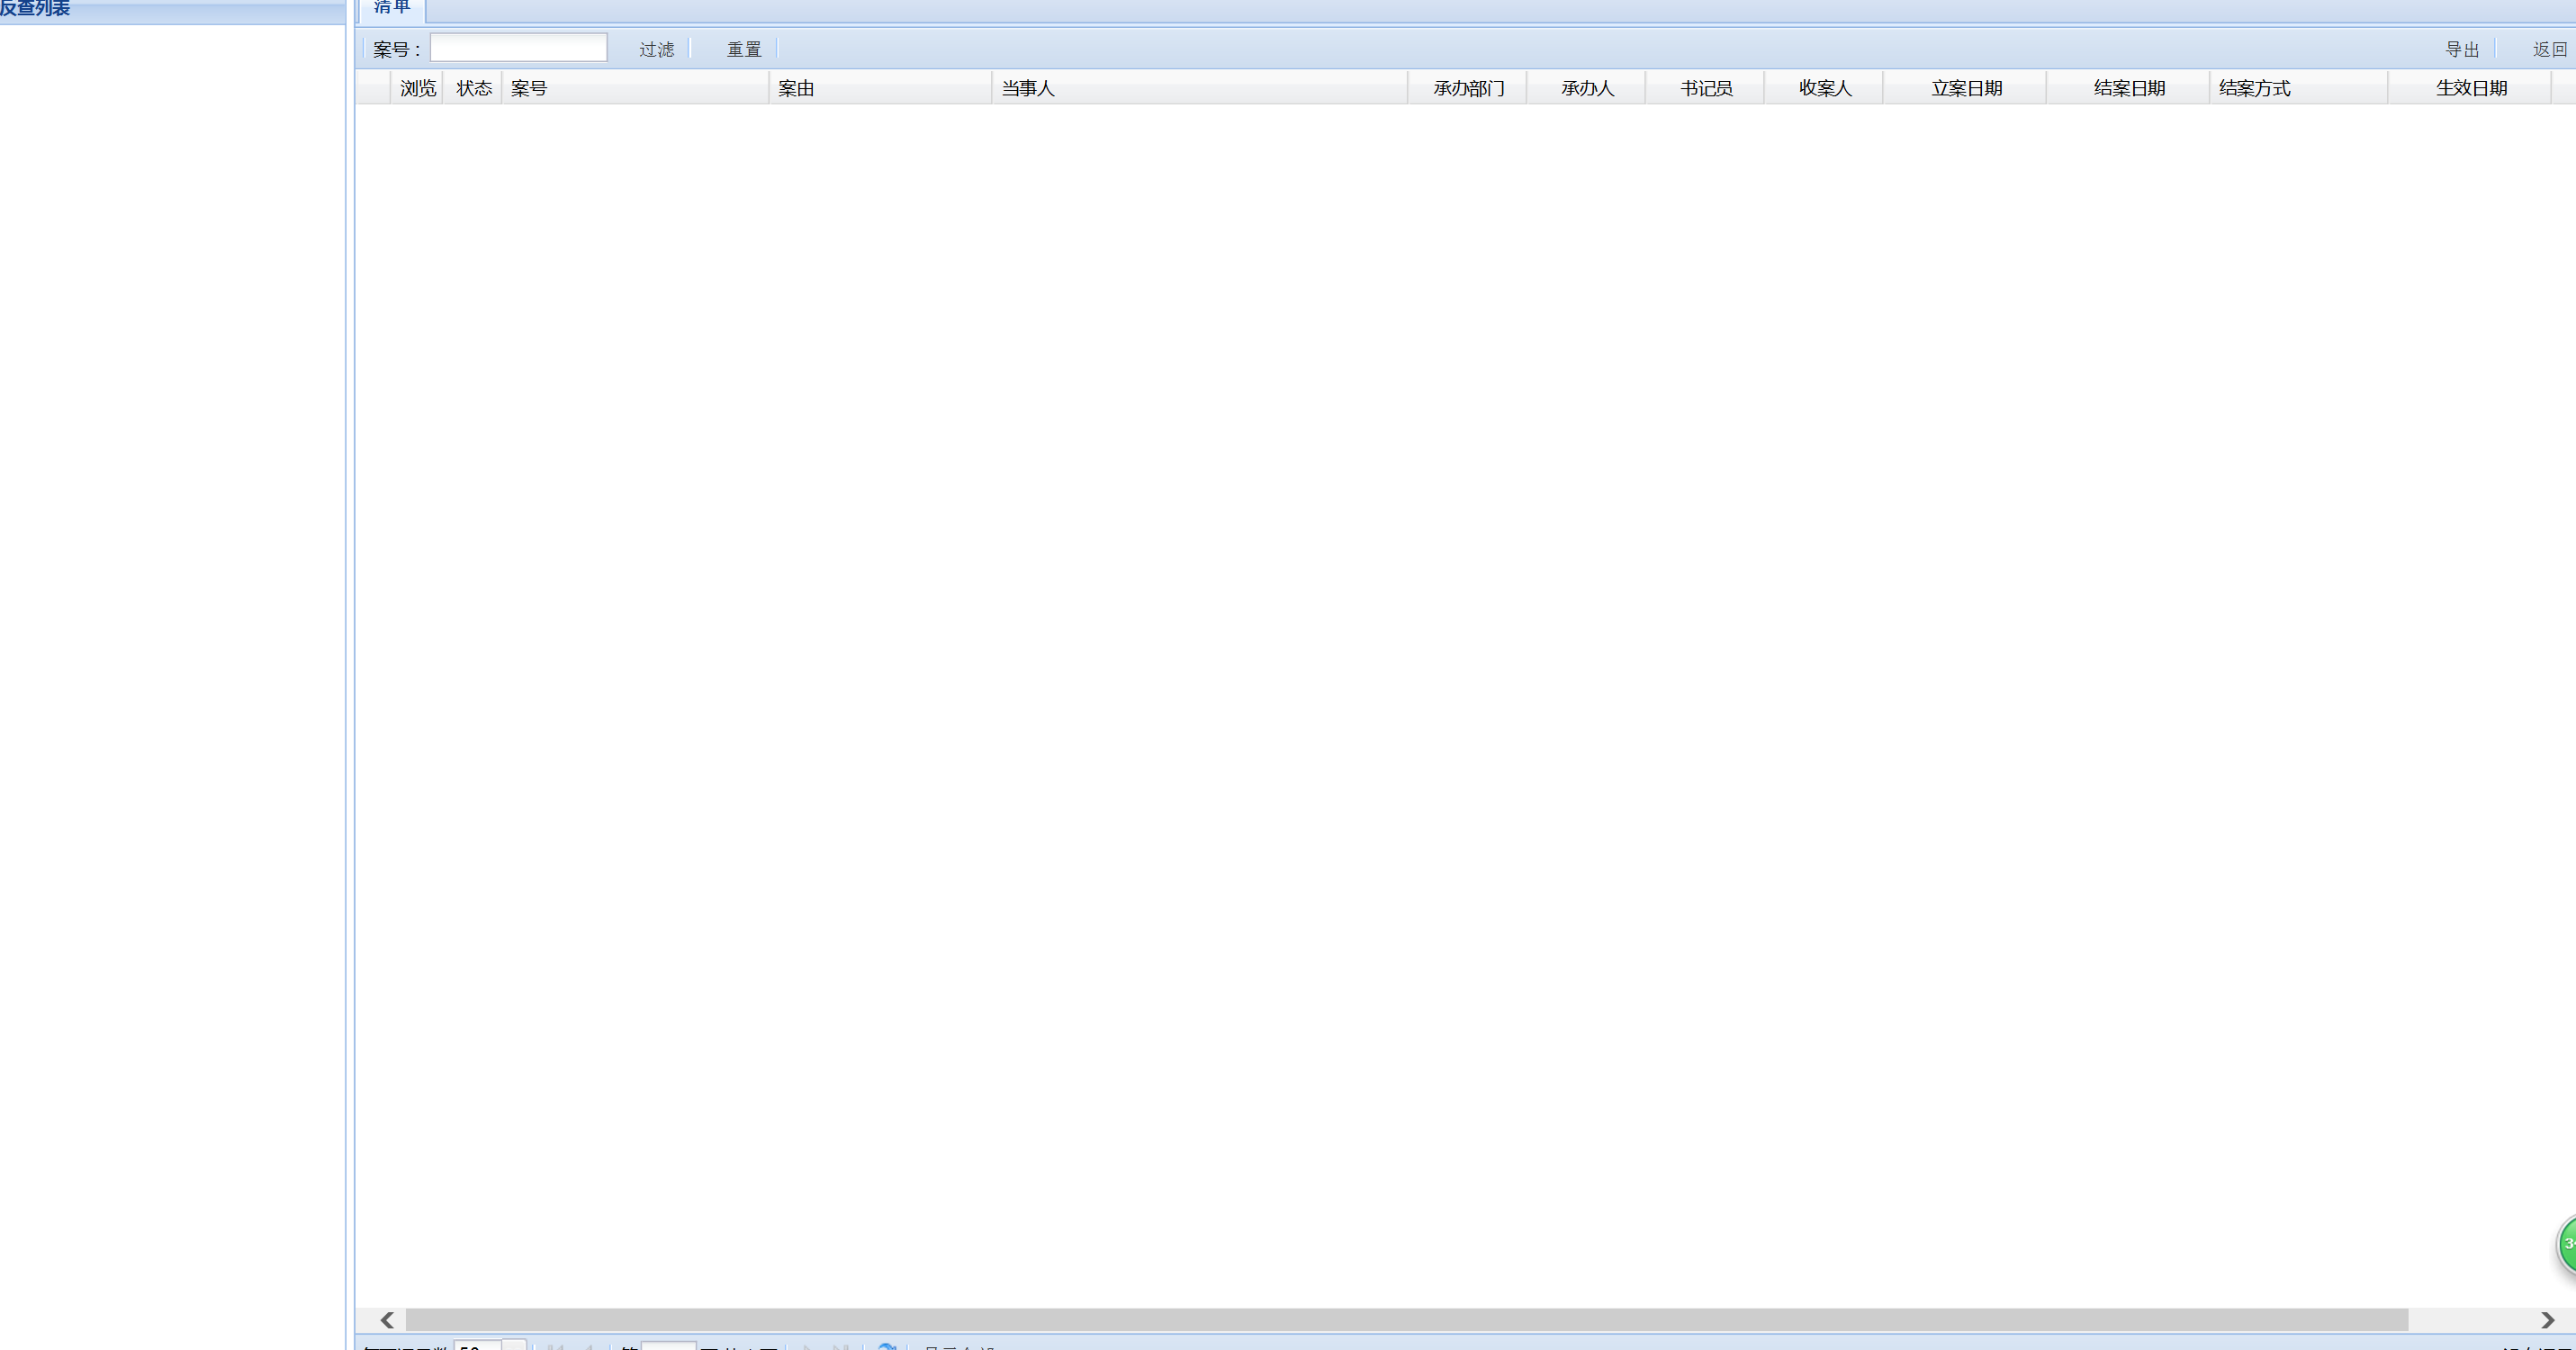 反查列表
清单
案号：  过滤  重置  导出  返回
浏览  状态  案号  案由  当事人  承办部门  承办人  书记员  收案人  立案日期  结案日期  结案方式  生效日期
3
50